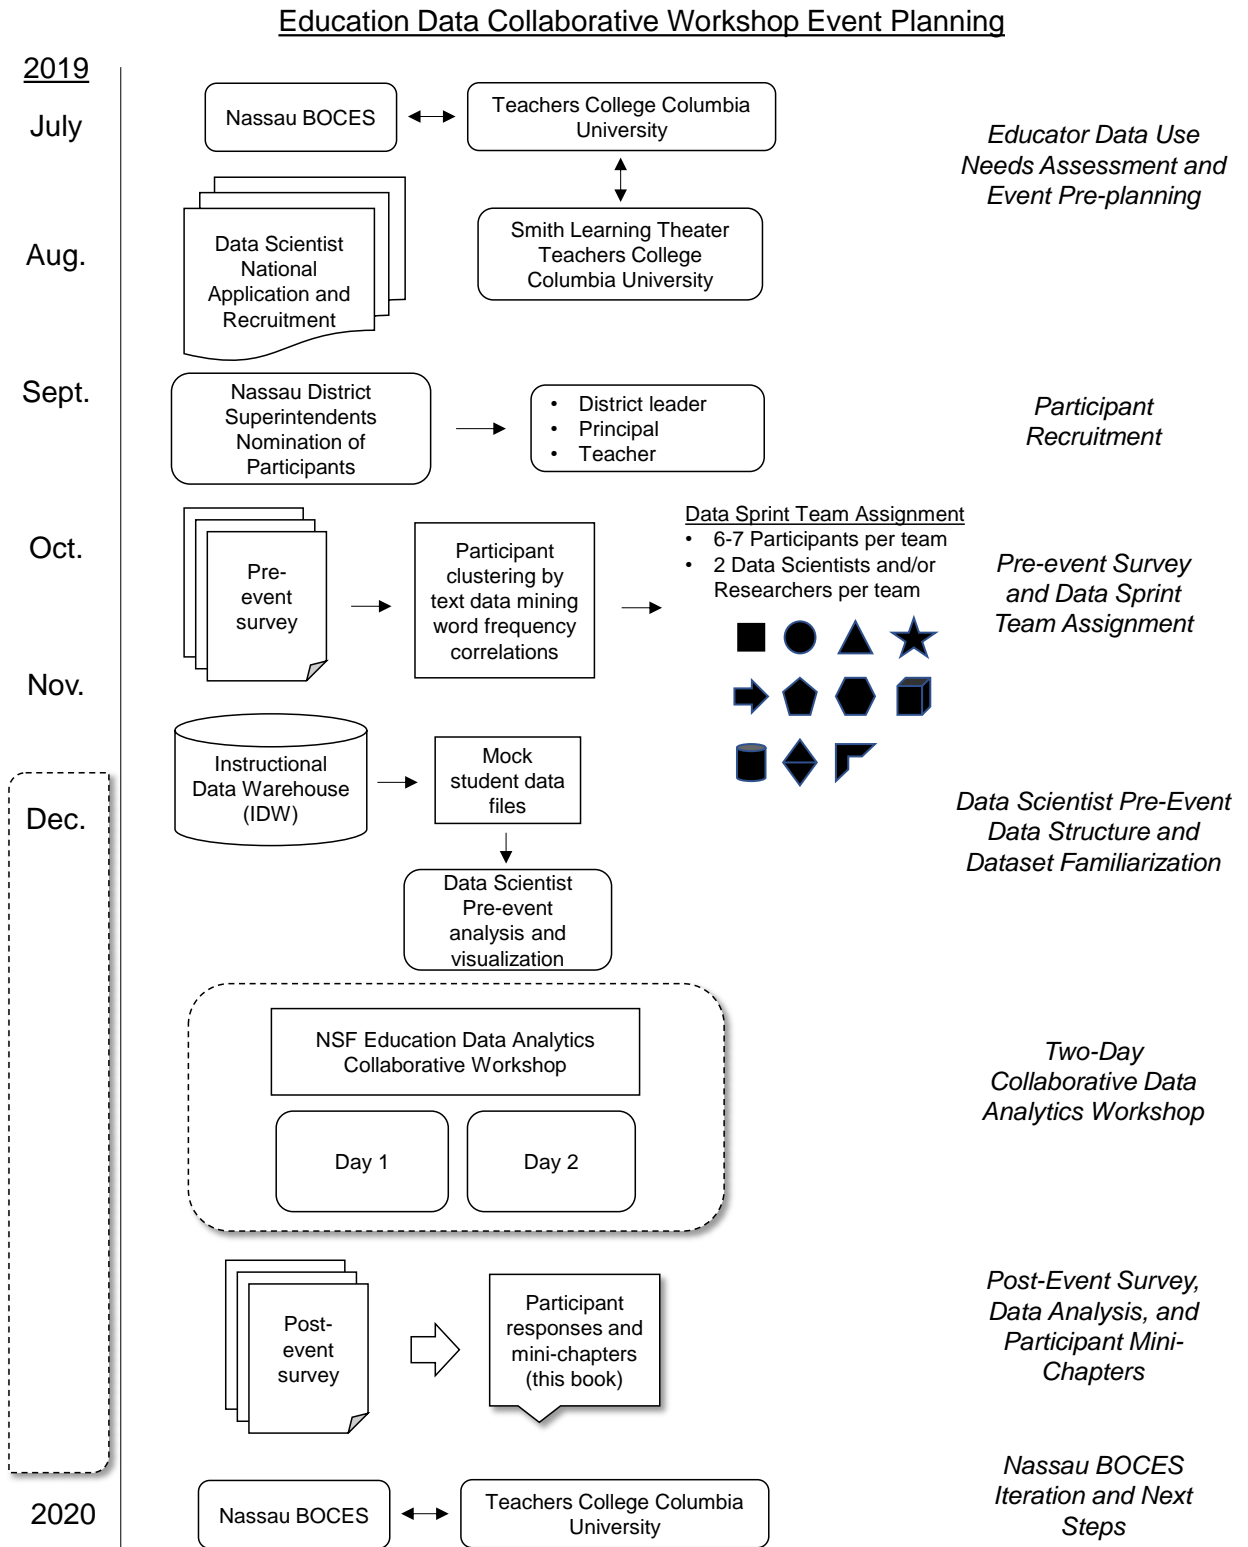 Education Data Collaborative Workshop Event Planning
2019
July
Nassau BOCES
Teachers College Columbia
University
Educator Data Use
Needs Assessment and
Event Pre-planning
Aug.
Data Scientist
National
Application and
Recruitment
Smith Learning Theater
Teachers College
Columbia University
Sept.
Nassau District
Superintendents
Nomination of
Participants
• District leader
• Principal
• Teacher
Participant
Recruitment
Oct.
Pre-
event
survey
Participant
clustering by
text data mining
word frequency
correlations
Data Sprint Team Assignment
• 6-7 Participants per team
• 2 Data Scientists and/or
Researchers per team
Pre-event Survey
and Data Sprint
Team Assignment
Nov.
Instructional
Data Warehouse
(IDW)
Mock
student data
files
Dec.
Data Scientist Pre-Event
Data Structure and
Dataset Familiarization
Data Scientist
Pre-event
analysis and
visualization
NSF Education Data Analytics
Collaborative Workshop
Day 1
Day 2
Two-Day
Collaborative Data
Analytics Workshop
Post-
event
survey
Participant
responses and
mini-chapters
(this book)
Post-Event Survey,
Data Analysis, and
Participant Mini-
Chapters
2020
Nassau BOCES
Teachers College Columbia
University
Nassau BOCES
Iteration and Next
Steps